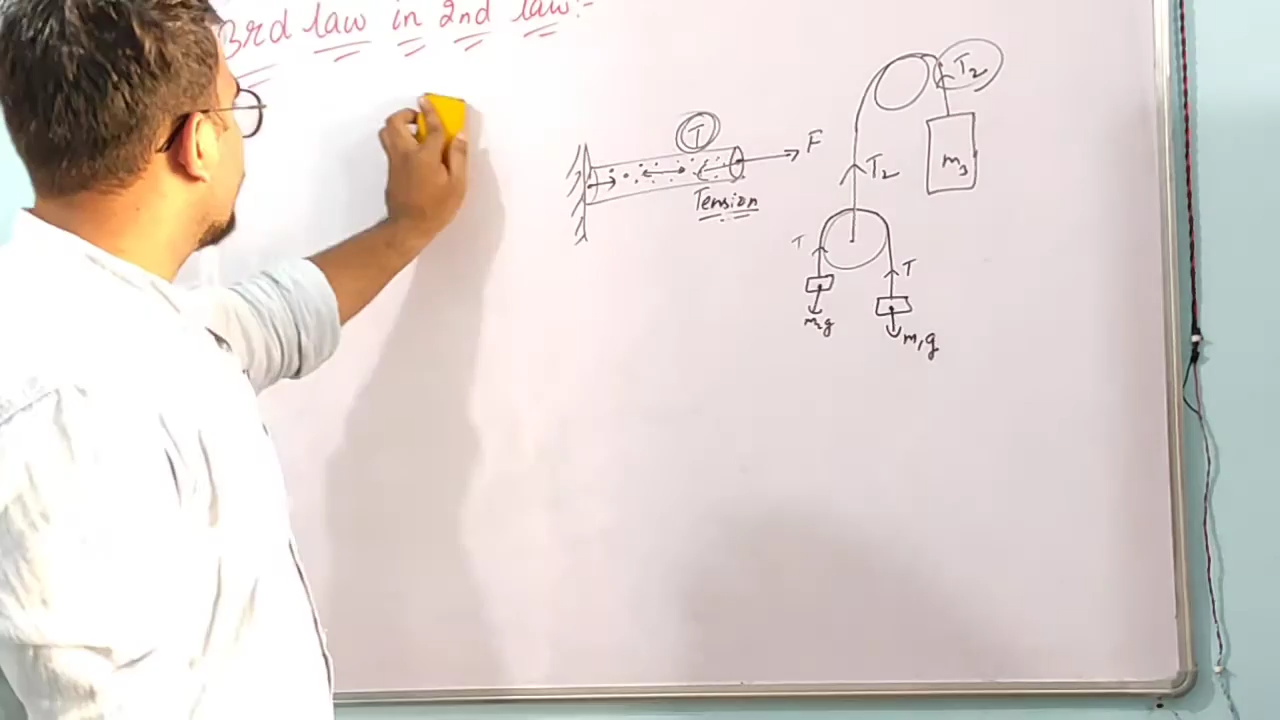 3rd law in 2nd law:-
T
F
Tension
T₂
m₃
T₂
T
T
m₂g
m₁g